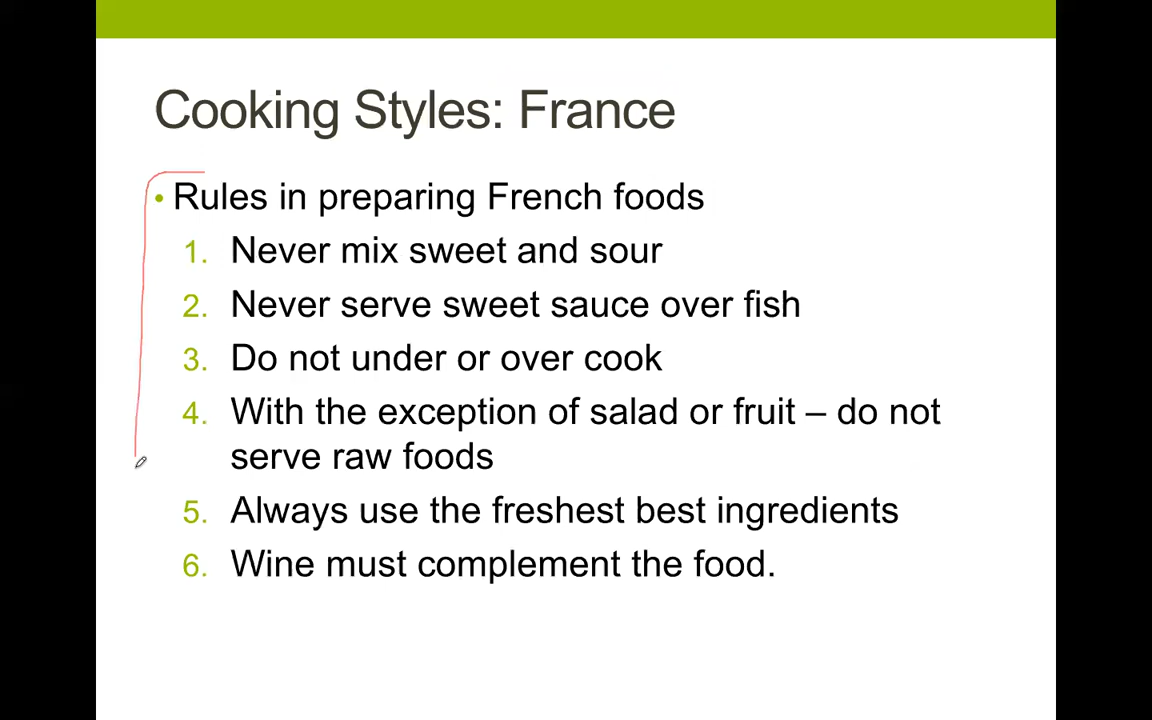 Cooking Styles: France
• Rules in preparing French foods
1. Never mix sweet and sour
2. Never serve sweet sauce over fish
3. Do not under or over cook
4. With the exception of salad or fruit – do not
serve raw foods
5. Always use the freshest best ingredients
6. Wine must complement the food.